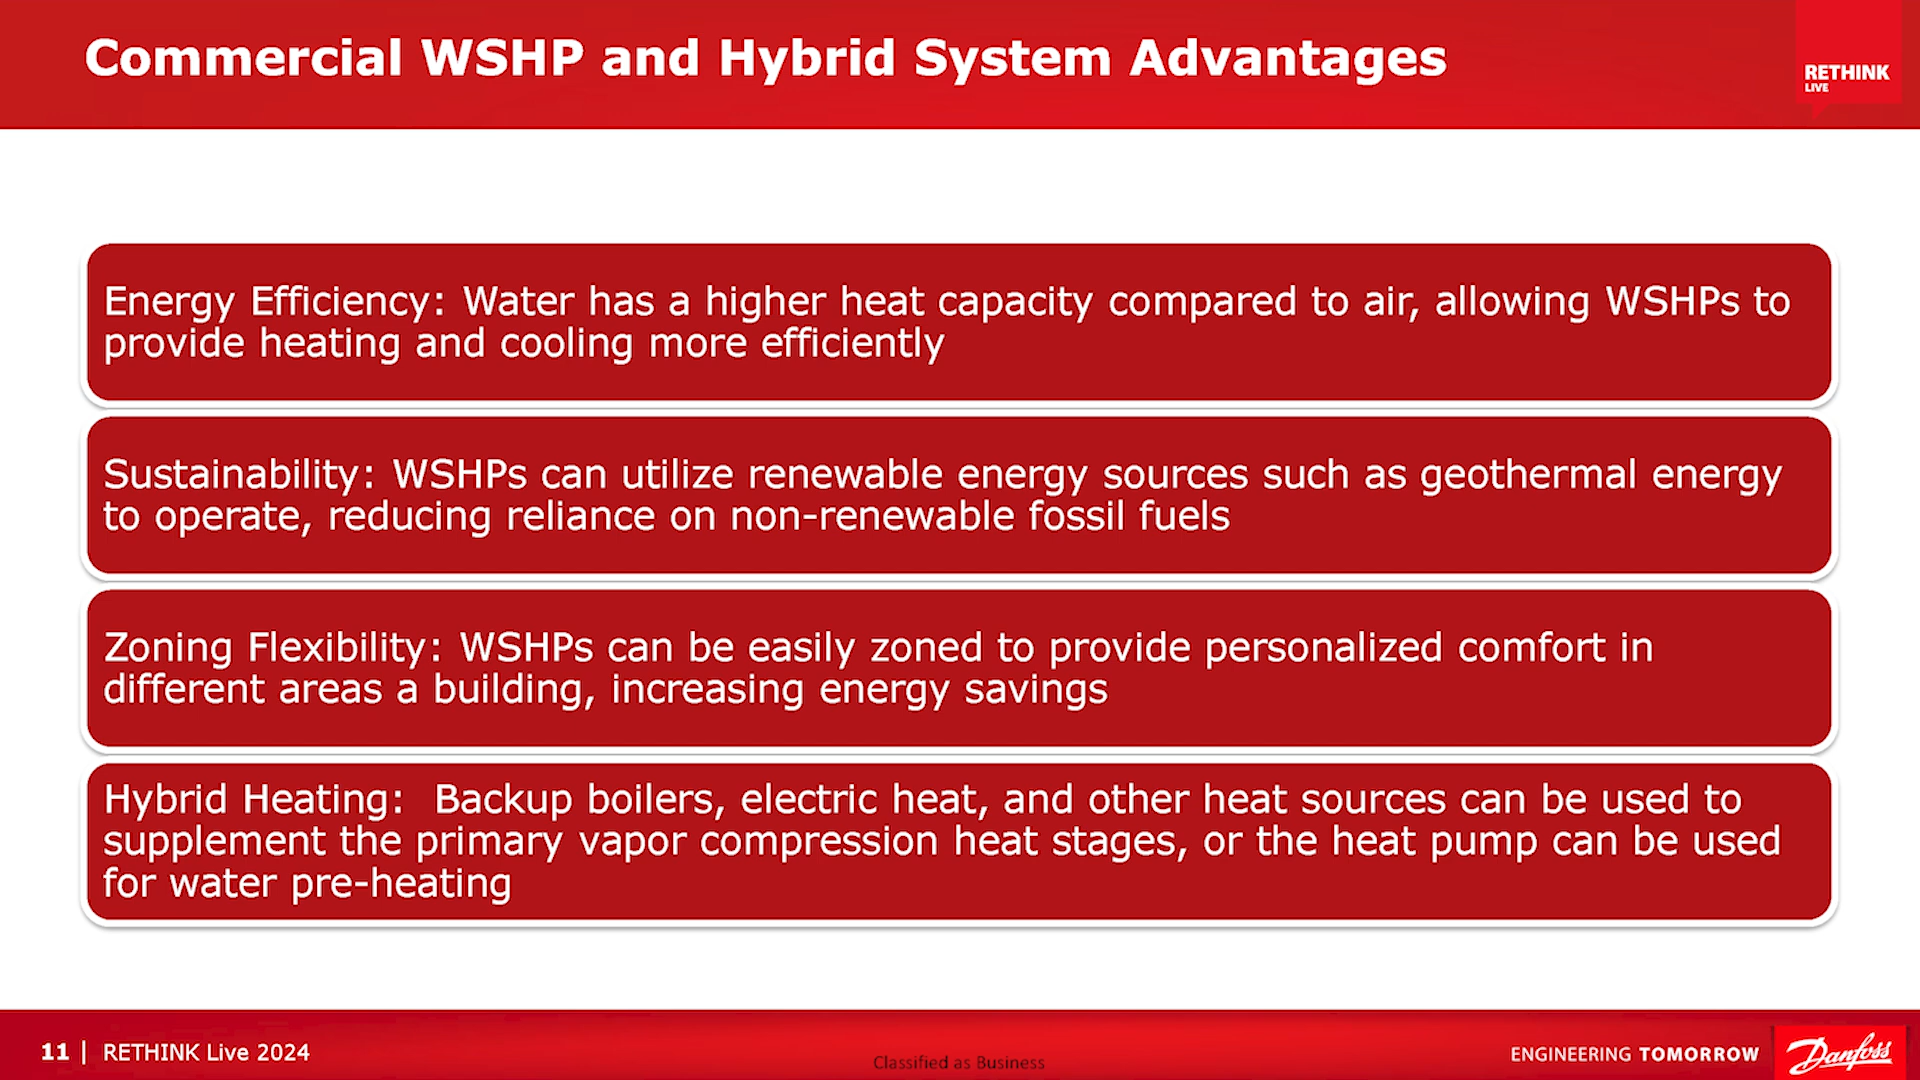 Commercial WSHP and Hybrid System Advantages
RETHINK
LIVE
Energy Efficiency: Water has a higher heat capacity compared to air, allowing WSHPs to
provide heating and cooling more efficiently
Sustainability: WSHPs can utilize renewable energy sources such as geothermal energy
to operate, reducing reliance on non-renewable fossil fuels
Zoning Flexibility: WSHPs can be easily zoned to provide personalized comfort in
different areas a building, increasing energy savings
Hybrid Heating:  Backup boilers, electric heat, and other heat sources can be used to
supplement the primary vapor compression heat stages, or the heat pump can be used
for water pre-heating
11 | RETHINK Live 2024
Classified as Business
ENGINEERING TOMORROW
Danfoss